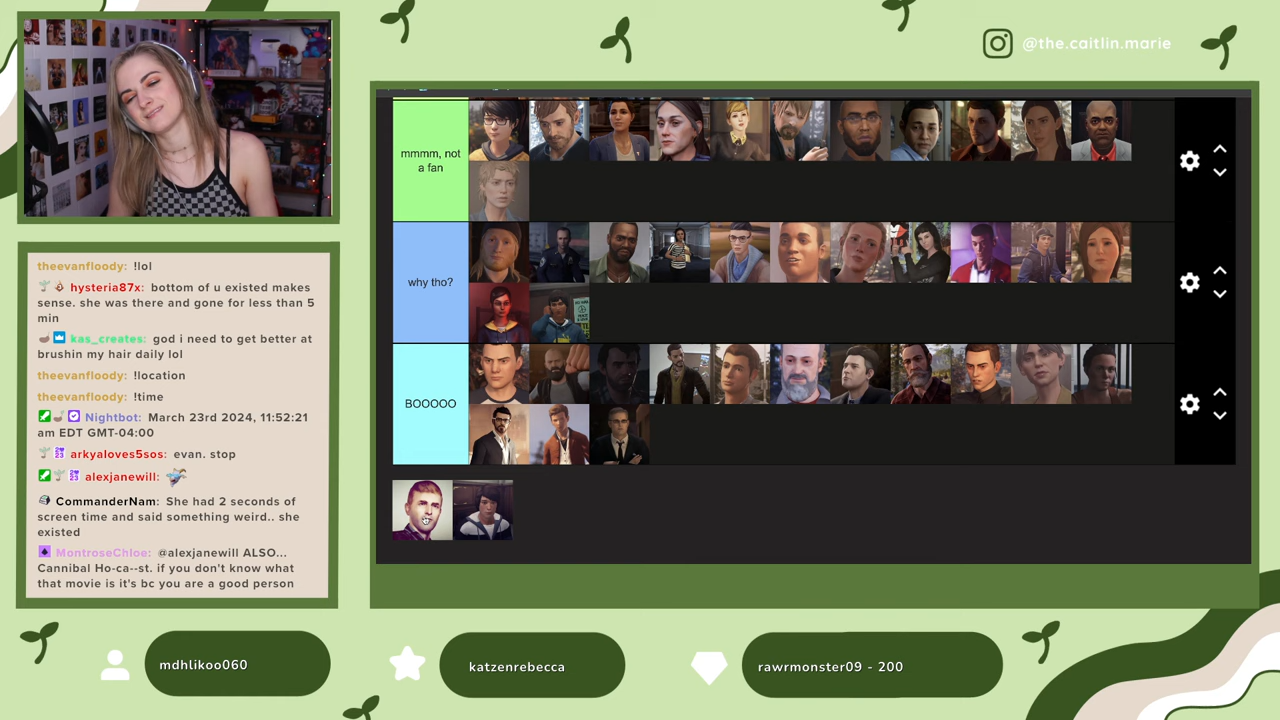 @the.caitlin.marie
mmmm, not
a fan
why tho?
BOOOOO
theevanfloody: !lol
hysteria87x: bottom of u existed makes
sense. she was there and gone for less than 5
min
kas_creates: god i need to get better at
brushin my hair daily lol
theevanfloody: !location
theevanfloody: !time
Nightbot: March 23rd 2024, 11:52:21
am EDT GMT-04:00
arkyaloves5sos: evan. stop
alexjanewill:
CommanderNam: She had 2 seconds of
screen time and said something weird.. she
existed
MontroseChloe: @alexjanewill ALSO...
Cannibal Ho-ca--st. if you don't know what
that movie is it's bc you are a good person
mdhlikoo060
katzenrebecca
rawrmonster09 - 200